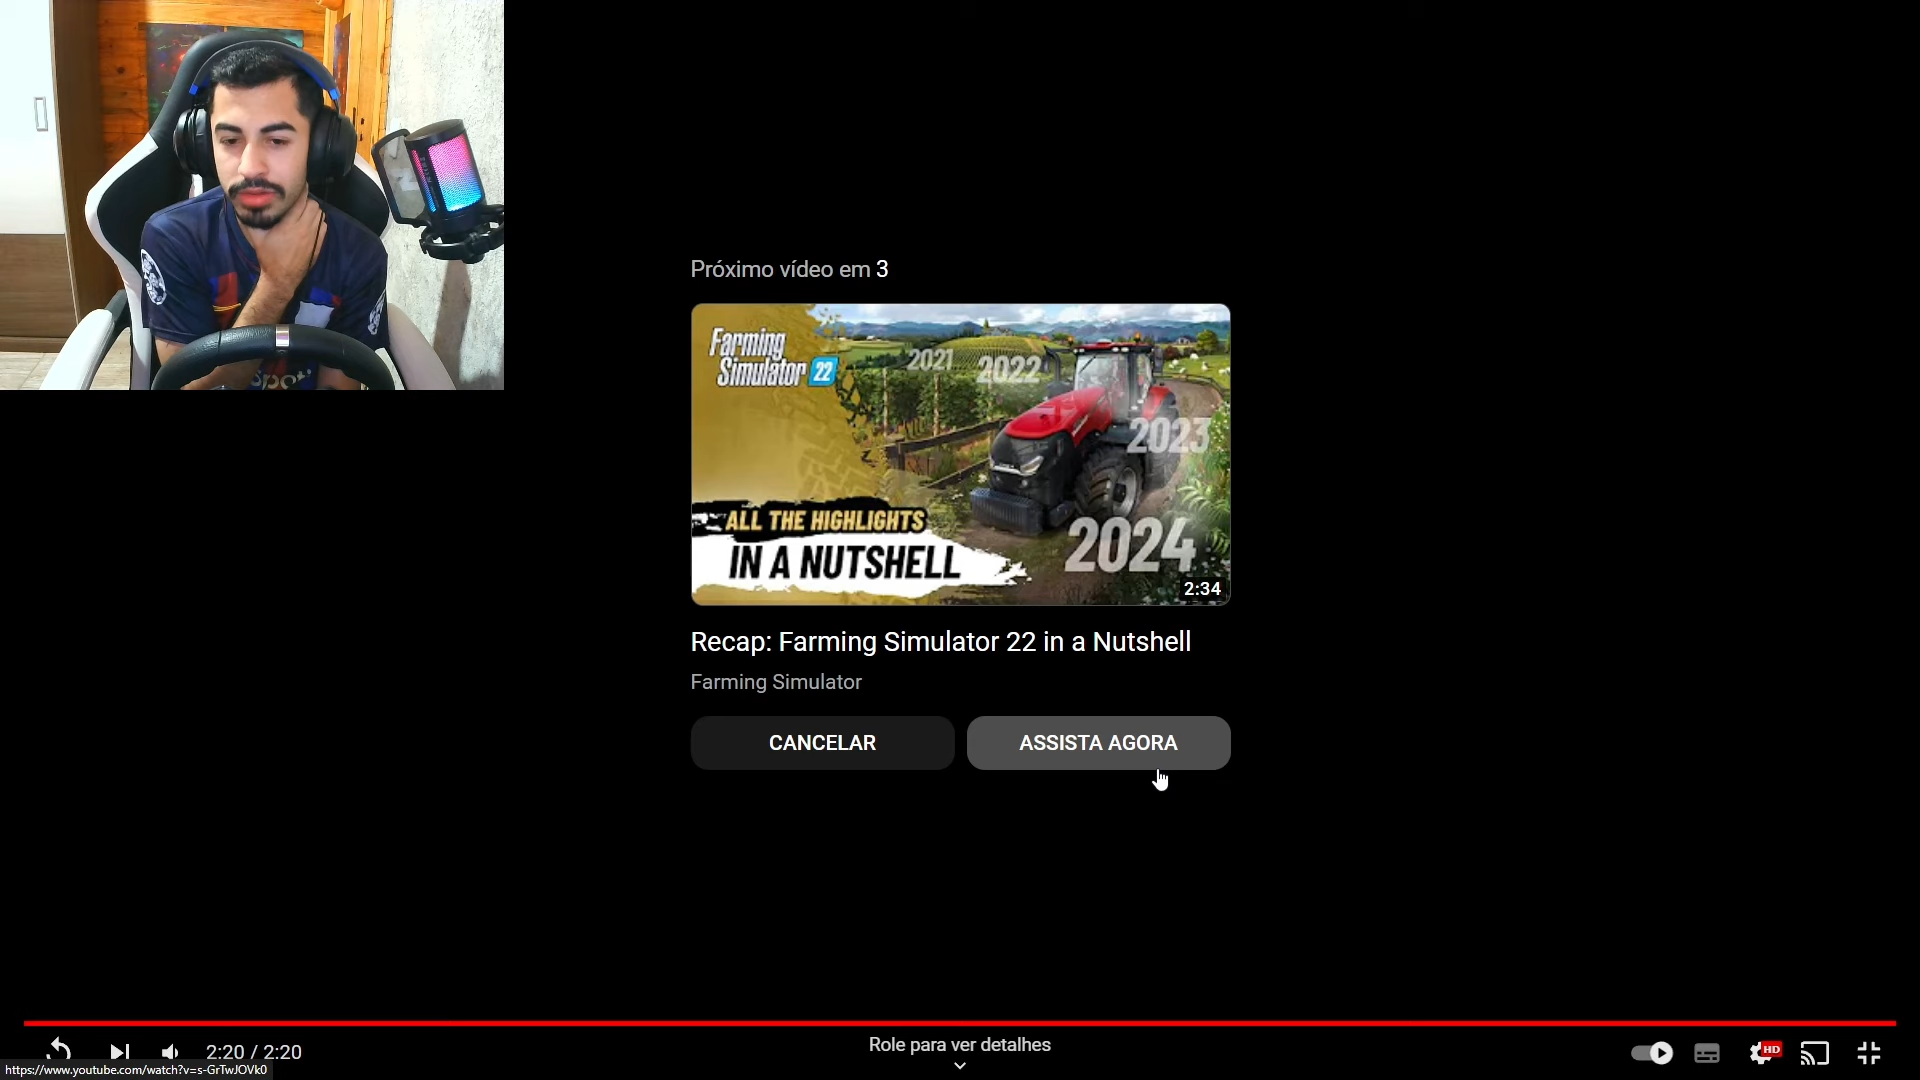 Próximo vídeo em 3
Farming
Simulator 22
2021
2022
2023
2024
ALL THE HIGHLIGHTS
IN A NUTSHELL
2:34
Recap: Farming Simulator 22 in a Nutshell
Farming Simulator
CANCELAR
ASSISTA AGORA
2:20 / 2:20
Role para ver detalhes
HD
https://www.youtube.com/watch?v=s-GrTwJOVk0